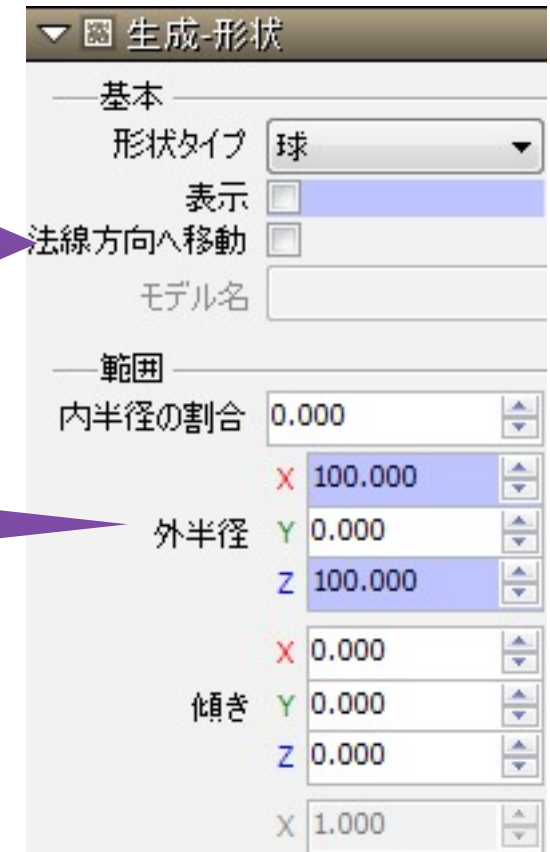 生成-形状
基本
形状タイプ 球
表示
法線方向へ移動
モデル名
範囲
内半径の割合 0.000
X 100.000
外半径 Y 0.000
Z 100.000
X 0.000
傾き Y 0.000
Z 0.000
X 1.000